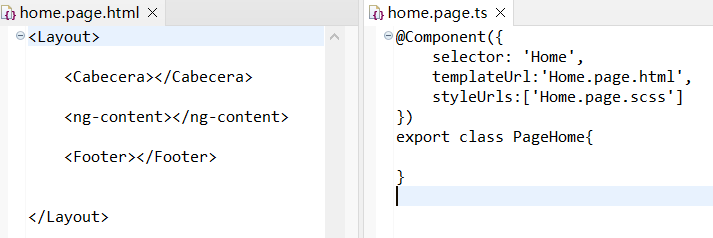 home.page.html
<Layout>
<Cabecera></Cabecera>
<ng-content></ng-content>
<Footer></Footer>
</Layout>
home.page.ts
@Component({
selector: 'Home',
templateUrl:'Home.page.html',
styleUrls:['Home.page.scss']
})
export class PageHome{
}